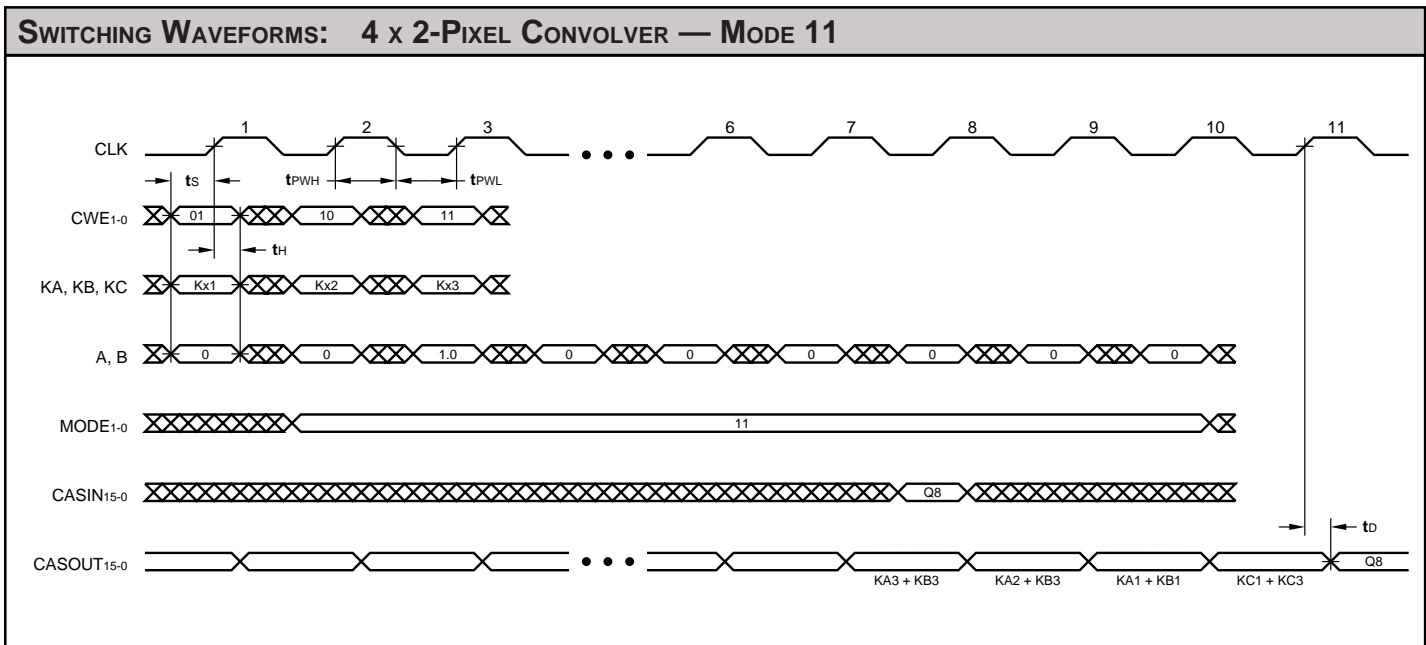 SWITCHING WAVEFORMS: 4 X 2-PIXEL CONVOLVER — MODE 11
1 2 3 6 7 8 9 10 11
CLK
tS tPWH tPWL
CWE1-0 01 10 11
tH
KA, KB, KC Kx1 Kx2 Kx3
A, B 0 0 1.0 0 0 0 0 0 0
MODE1-0 11
CASIN15-0 Q8
tD
CASOUT15-0 Q8
KA3 + KB3 KA2 + KB3 KA1 + KB1 KC1 + KC3